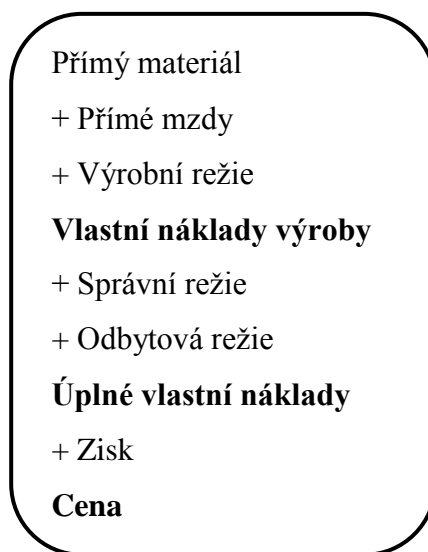 Přímý materiál
+ Přímé mzdy
+ Výrobní režie
Vlastní náklady výroby
+ Správní režie
+ Odbytová režie
Úplné vlastní náklady
+ Zisk
Cena